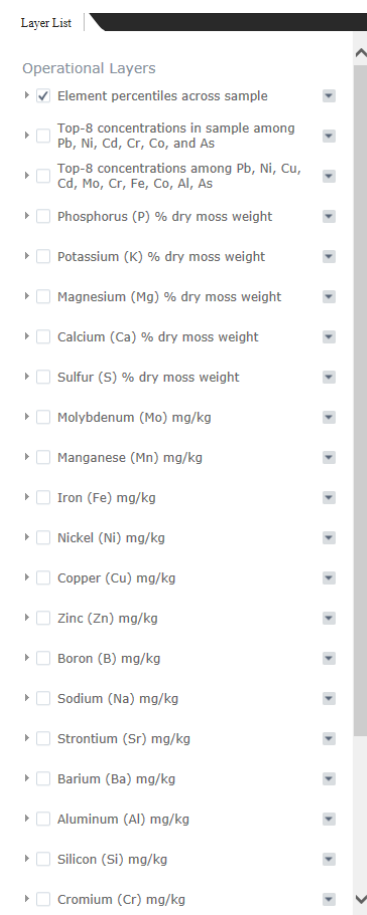 Layer List
Operational Layers
Element percentiles across sample
Top-8 concentrations in sample among
Pb, Ni, Cd, Cr, Co, and As
Top-8 concentrations among Pb, Ni, Cu,
Cd, Mo, Cr, Fe, Co, Al, As
Phosphorus (P) % dry moss weight
Potassium (K) % dry moss weight
Magnesium (Mg) % dry moss weight
Calcium (Ca) % dry moss weight
Sulfur (S) % dry moss weight
Molybdenum (Mo) mg/kg
Manganese (Mn) mg/kg
Iron (Fe) mg/kg
Nickel (Ni) mg/kg
Copper (Cu) mg/kg
Zinc (Zn) mg/kg
Boron (B) mg/kg
Sodium (Na) mg/kg
Strontium (Sr) mg/kg
Barium (Ba) mg/kg
Aluminum (Al) mg/kg
Silicon (Si) mg/kg
Cromium (Cr) mg/kg